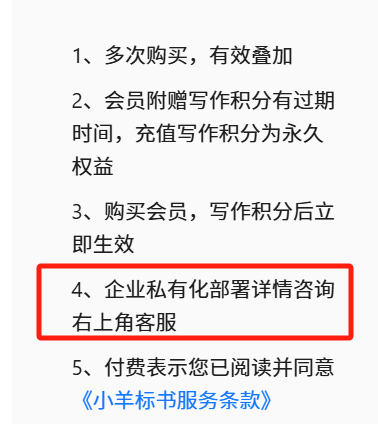 1、多次购买，有效叠加
2、会员附赠写作积分有过期
时间，充值写作积分为永久
权益
3、购买会员，写作积分后立
即生效
4、企业私有化部署详情咨询
右上角客服
5、付费表示您已阅读并同意
《小羊标书服务条款》